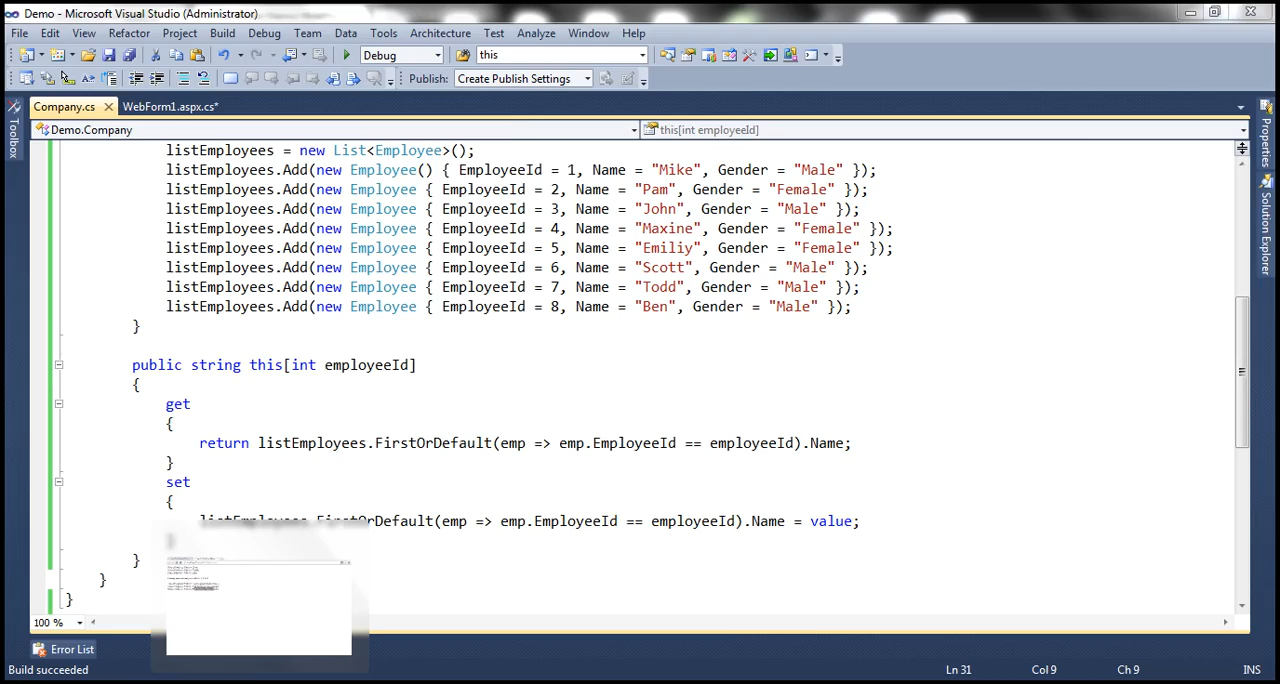 Demo - Microsoft Visual Studio (Administrator)
File Edit View Refactor Project Build Debug Team Data Tools Architecture Test Analyze Window Help
Debug this
Publish: Create Publish Settings
Company.cs WebForm1.aspx.cs*
Demo.Company this[int employeeId]
Toolbox
Properties
Solution Explorer
listEmployees = new List<Employee>();
listEmployees.Add(new Employee() { EmployeeId = 1, Name = "Mike", Gender = "Male" });
listEmployees.Add(new Employee { EmployeeId = 2, Name = "Pam", Gender = "Female" });
listEmployees.Add(new Employee { EmployeeId = 3, Name = "John", Gender = "Male" });
listEmployees.Add(new Employee { EmployeeId = 4, Name = "Maxine", Gender = "Female" });
listEmployees.Add(new Employee { EmployeeId = 5, Name = "Emiliy", Gender = "Female" });
listEmployees.Add(new Employee { EmployeeId = 6, Name = "Scott", Gender = "Male" });
listEmployees.Add(new Employee { EmployeeId = 7, Name = "Todd", Gender = "Male" });
listEmployees.Add(new Employee { EmployeeId = 8, Name = "Ben", Gender = "Male" });
}
public string this[int employeeId]
{
get
{
return listEmployees.FirstOrDefault(emp => emp.EmployeeId == employeeId).Name;
}
set
{
listEmployees.FirstOrDefault(emp => emp.EmployeeId == employeeId).Name = value;
}
}
}
100 %
Error List
Build succeeded Ln 31 Col 9 Ch 9 INS